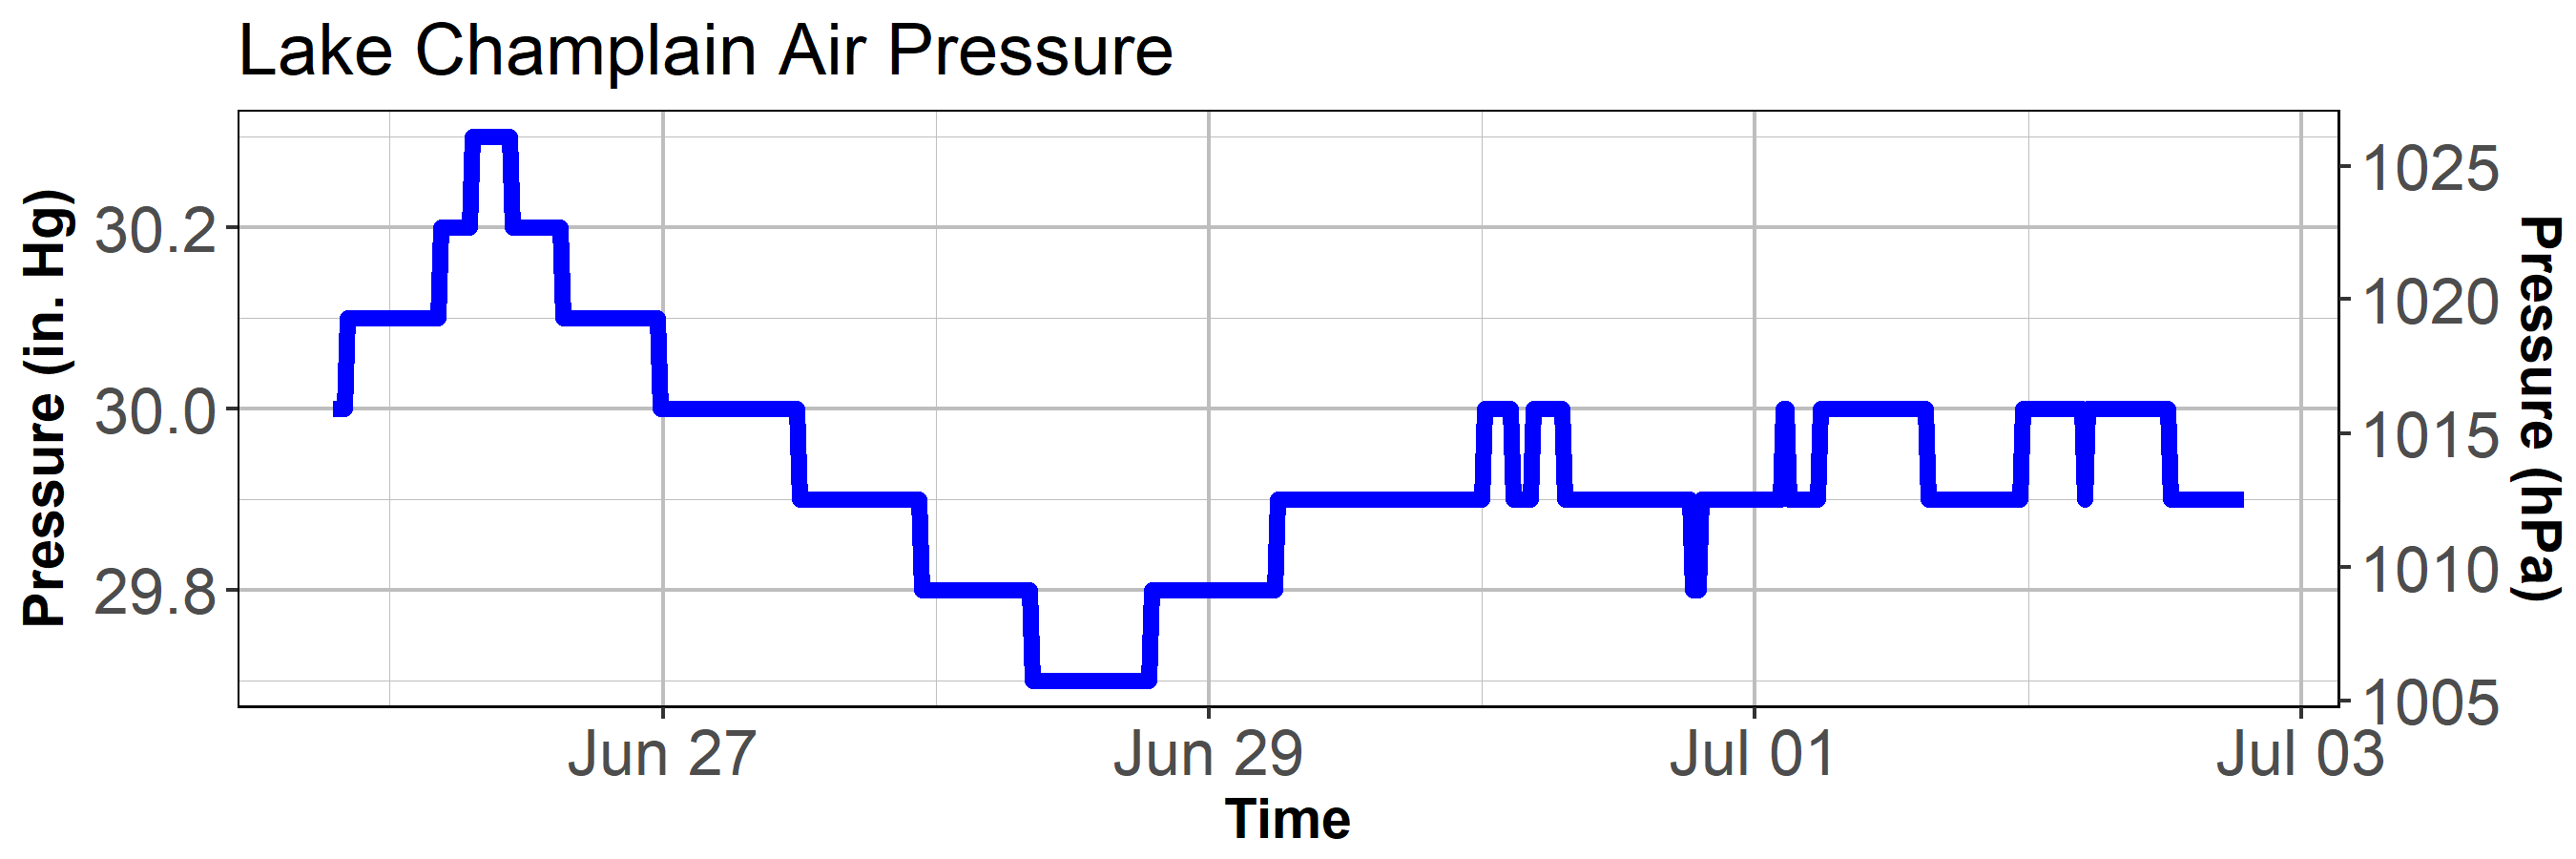 Lake Champlain Air Pressure
Pressure (in. Hg)
30.2
30.0
29.8
1025
1020
1015
1010
1005
Pressure (hPa)
Jun 27 Jun 29 Jul 01 Jul 03
Time